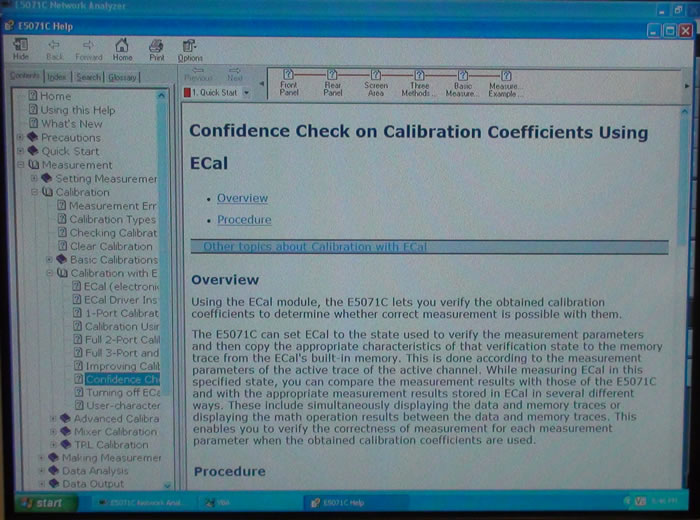 E5071C Network Analyzer
E5071C Help
Hide Back Forward Home Print Options
Contents Index Search Glossary
Previous Next
1. Quick Start
Front Panel
Rear Panel
Screen Area
Three Methods ...
Basic Measure...
Measure... Example ...
Home
Using this Help
What's New
Precautions
Quick Start
Measurement
Setting Measuremer
Calibration
Measurement Err
Calibration Types
Checking Calibrat
Clear Calibration
Basic Calibrations
Calibration with E
ECal (electronic
ECal Driver Ins
1-Port Calibrat
Calibration Usin
Full 2-Port Cali
Full 3-Port and
Improving Calib
Confidence Ch
Turning off ECa
User-character
Advanced Calibra
Mixer Calibration
TRL Calibration
Making Measuremer
Data Analysis
Data Output
Confidence Check on Calibration Coefficients Using
ECal
• Overview
• Procedure
Other topics about Calibration with ECal
Overview
Using the ECal module, the E5071C lets you verify the obtained calibration
coefficients to determine whether correct measurement is possible with them.
The E5071C can set ECal to the state used to verify the measurement parameters
and then copy the appropriate characteristics of that verification state to the memory
trace from the ECal's built-in memory. This is done according to the measurement
parameters of the active trace of the active channel. While measuring ECal in this
specified state, you can compare the measurement results with those of the E5071C
and with the appropriate measurement results stored in ECal in several different
ways. These include simultaneously displaying the data and memory traces or
displaying the math operation results between the data and memory traces. This
enables you to verify the correctness of measurement for each measurement
parameter when the obtained calibration coefficients are used.
Procedure
start
E5071C Network Anal...
VBA
E5071C Help